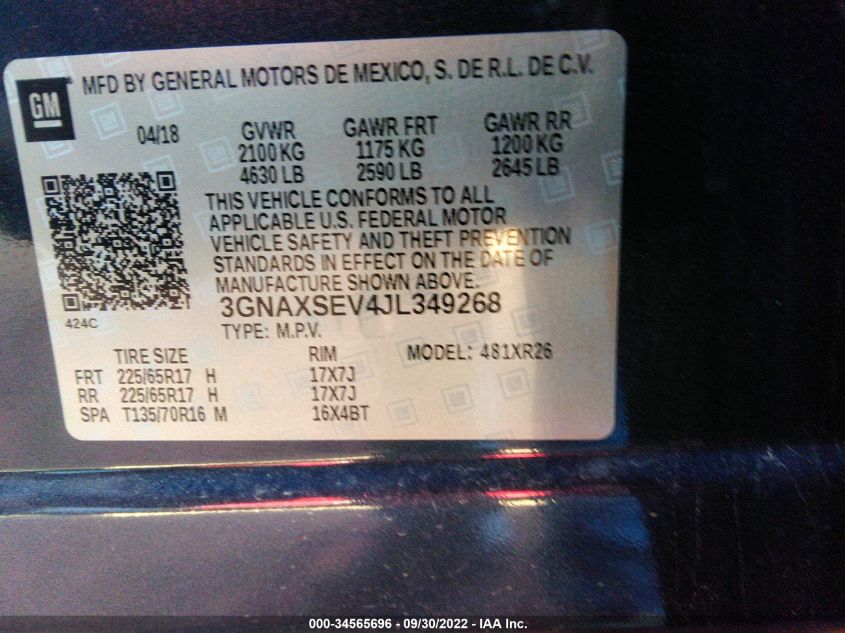 GM
MFD BY GENERAL MOTORS DE MEXICO, S. DE R.L. DE C.V.
04/18 GVWR GAWR FRT GAWR RR
2100 KG 1175 KG 1200 KG
4630 LB 2590 LB 2645 LB
THIS VEHICLE CONFORMS TO ALL
APPLICABLE U.S. FEDERAL MOTOR
VEHICLE SAFETY AND THEFT PREVENTION
STANDARDS IN EFFECT ON THE DATE OF
MANUFACTURE SHOWN ABOVE.
3GNAXSEV4JL349268
424C
TYPE: M.P.V.
TIRE SIZE RIM MODEL: 481XR26
FRT 225/65R17 H 17X7J
RR 225/65R17 H 17X7J
SPA T135/70R16 M 16X4BT
000-34565696 - 09/30/2022 - IAA Inc.